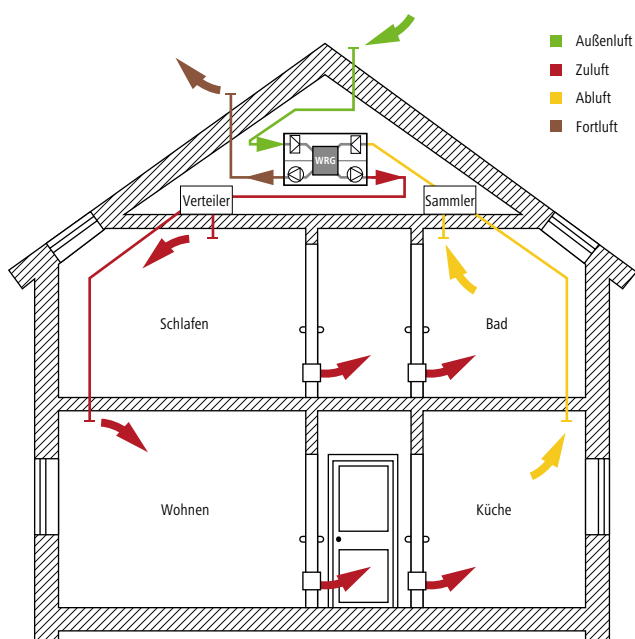 Außenluft
Zuluft
Abluft
Fortluft
WRG
Verteiler
Sammler
Schlafen
Bad
Wohnen
Küche